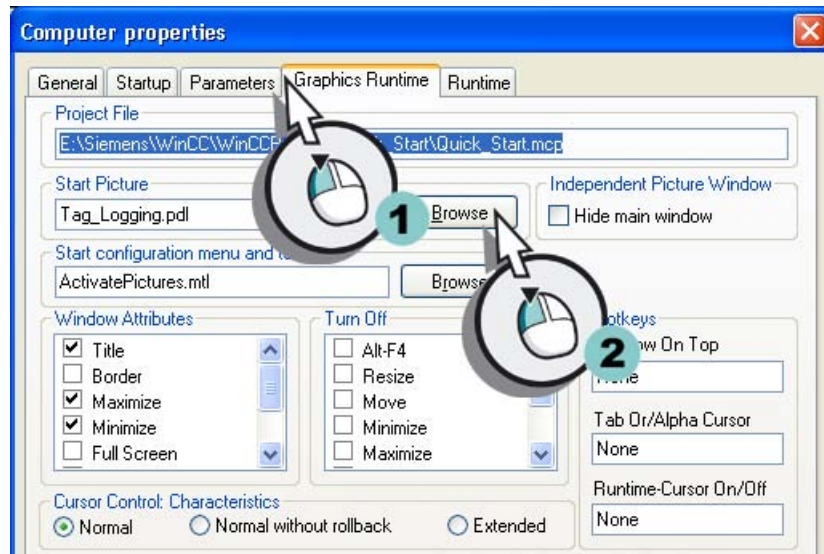 Computer properties
General Startup Parameters Graphics Runtime Runtime
Project File
E:\Siemens\WinCC\WinCCP Start\Quick_Start.mcp
Start Picture
Independent Picture Window
Tag_Logging.pdl
1
Browse
Hide main window
Start configuration menu and
ActivatePictures.mtl
Browse
Window Attributes
Turn Off
Title
Border
Maximize
Minimize
Full Screen
Alt-F4
Resize
Move
Minimize
Maximize
2
On Top
None
Tab Or/Alpha Cursor
None
Runtime-Cursor On/Off
None
Cursor Control: Characteristics
Normal Normal without rollback Extended